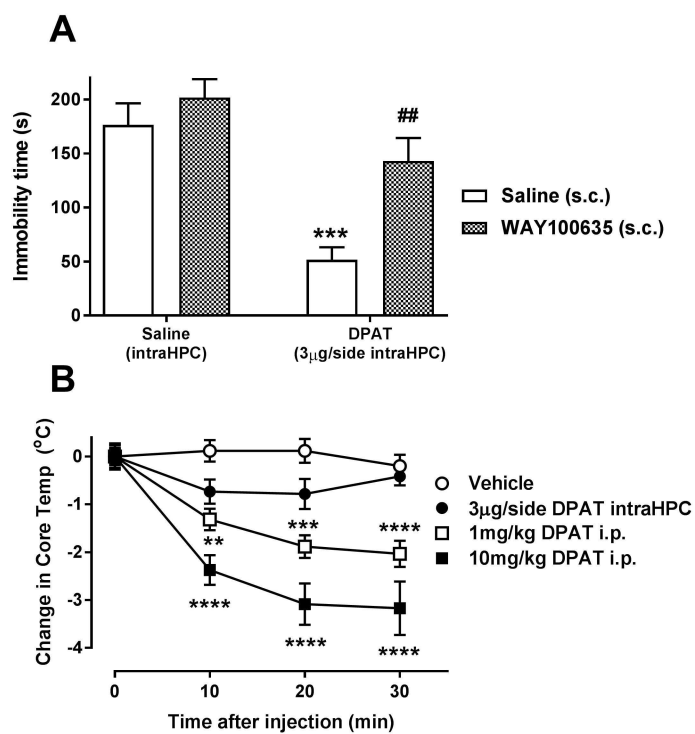 A
Immobility time (s)
200
150
100
50
0
***
##
Saline (s.c.)
WAY100635 (s.c.)
Saline
(intraHPC)
DPAT
(3μg/side intraHPC)
B
Change in Core Temp (°C)
0
-1
-2
-3
-4
**
***
****
****
****
****
Vehicle
3μg/side DPAT intraHPC
1mg/kg DPAT i.p.
10mg/kg DPAT i.p.
0 10 20 30
Time after injection (min)